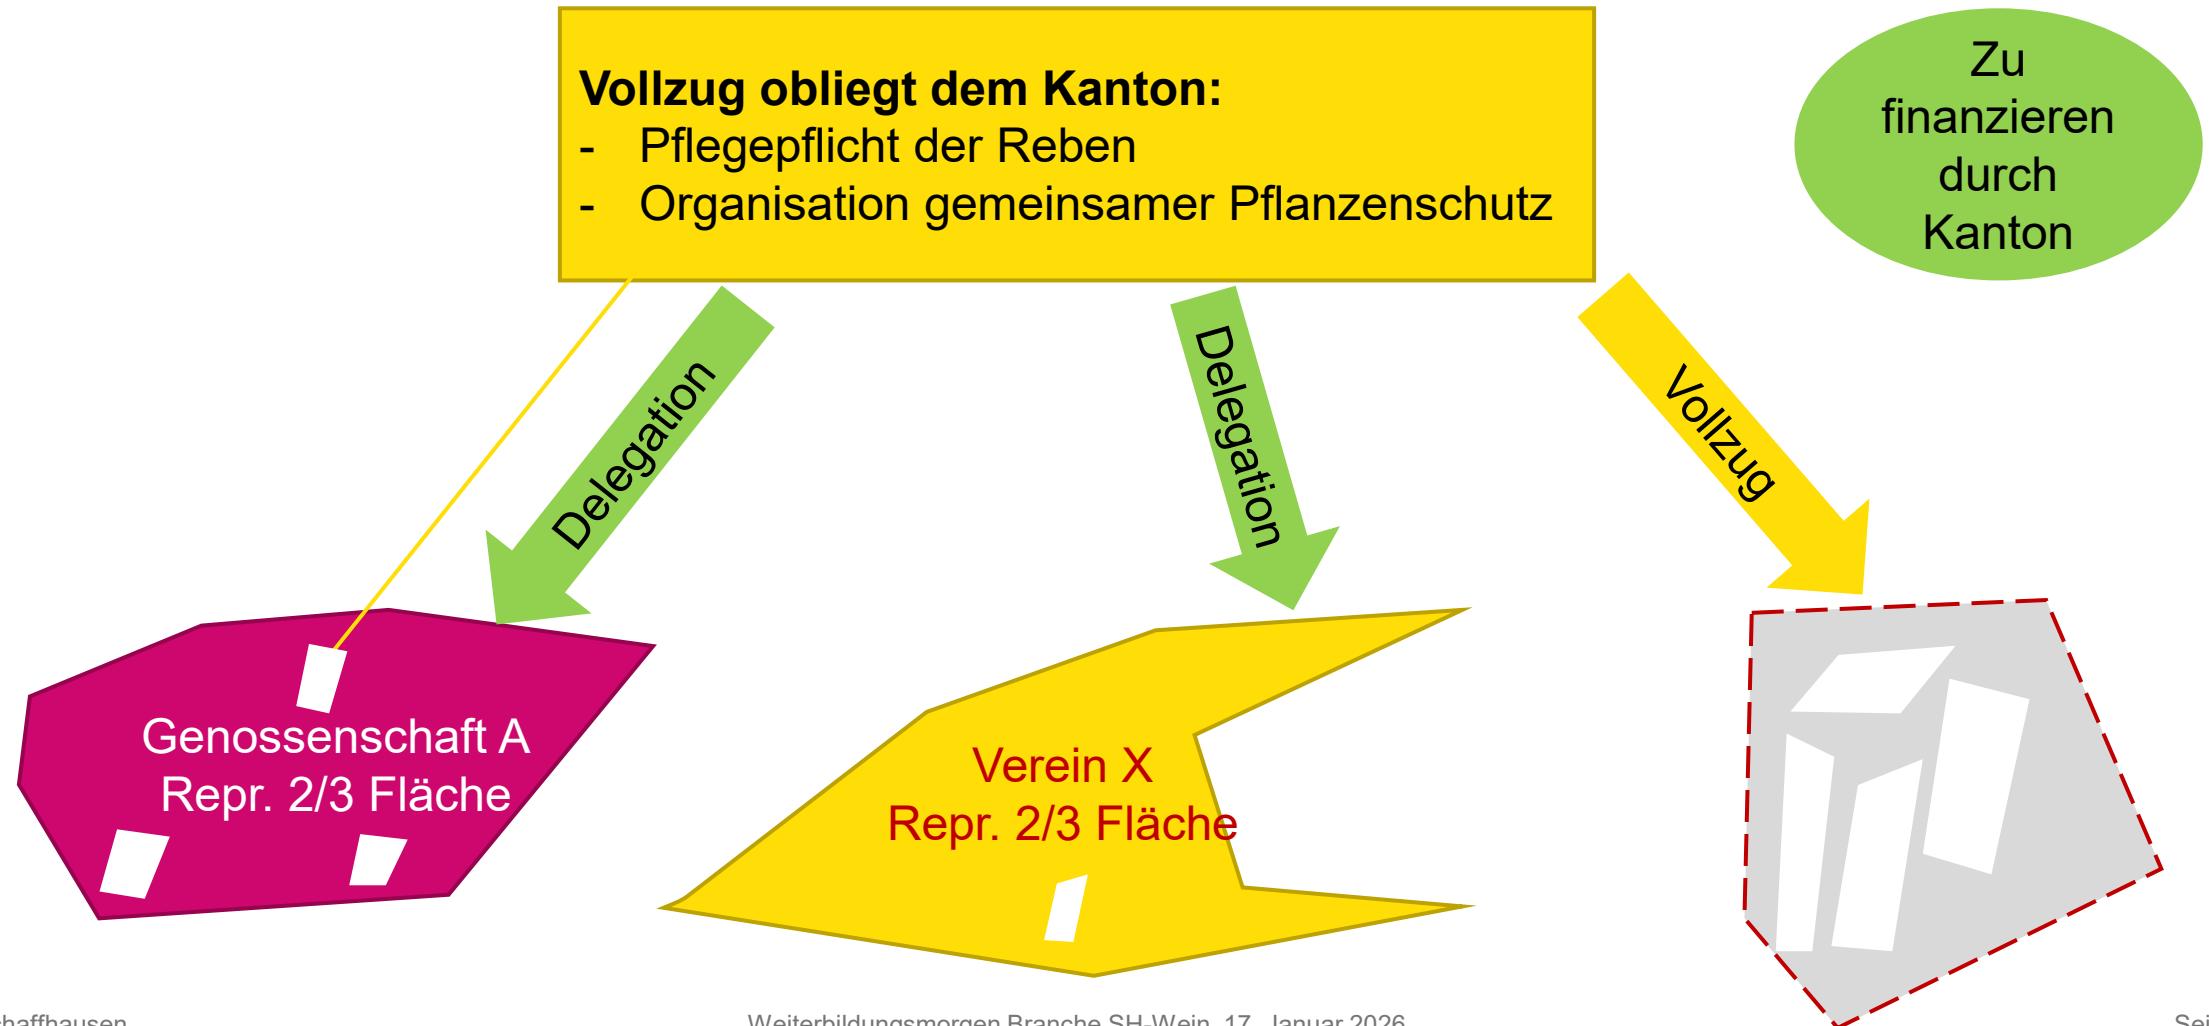 Vollzug obliegt dem Kanton:
- Pflegepflicht der Reben
- Organisation gemeinsamer Pflanzenschutz
Zu
finanzieren
durch
Kanton
Delegation
Delegation
Vollzug
Genossenschaft A
Repr. 2/3 Fläche
Verein X
Repr. 2/3 Fläche
Weiterbildungsmorgen Branche SH-Wein, 17. Januar 2026